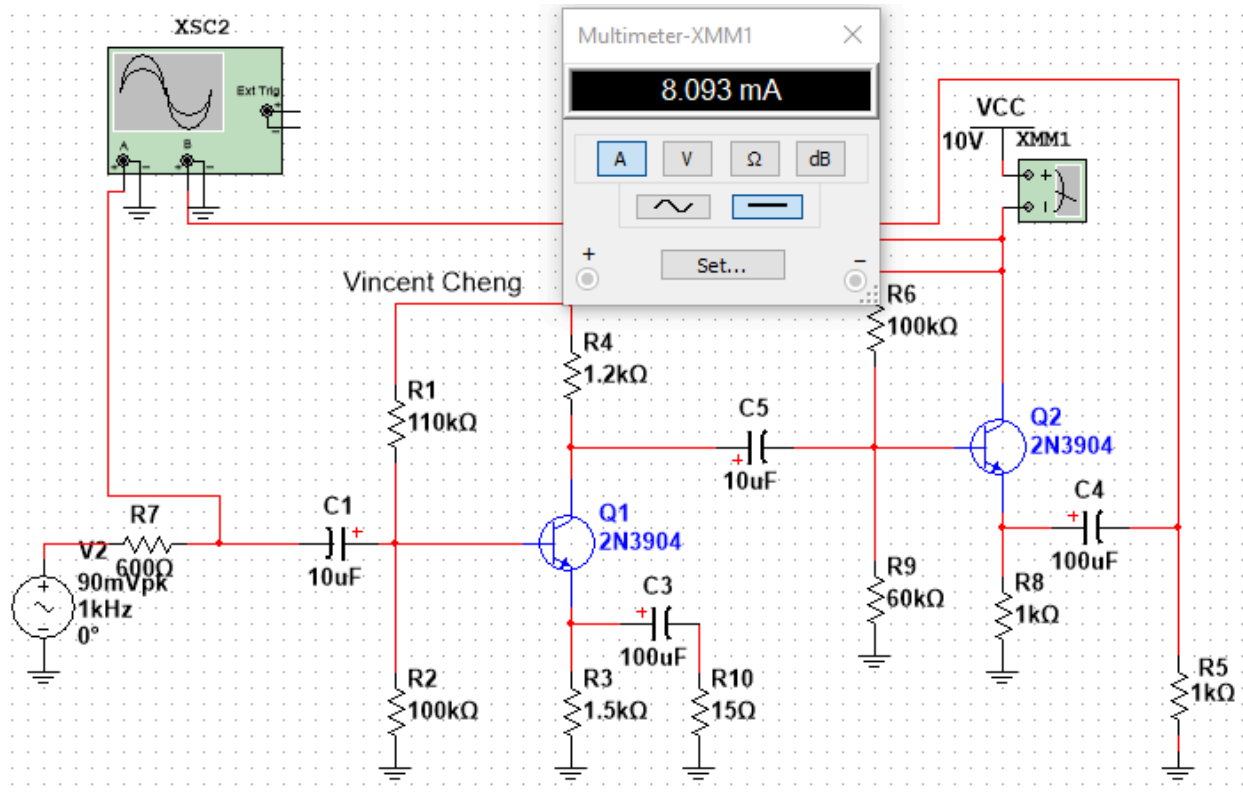 XSC2
Ext Trig
+
−
A
B
+ − + −
Multimeter-XMM1
8.093 mA
A V Ω dB
+
Set...
−
VCC
10V
XMM1
+
Vincent Cheng
R6
100kΩ
R4
1.2kΩ
R1
110kΩ
C5
+
10uF
Q2
2N3904
C4
+
100uF
R7
600Ω
C1
+
10uF
Q1
2N3904
V2
90mVpk
1kHz
0°
R9
60kΩ
R8
1kΩ
C3
+
100uF
R2
100kΩ
R3
1.5kΩ
R10
15Ω
R5
1kΩ